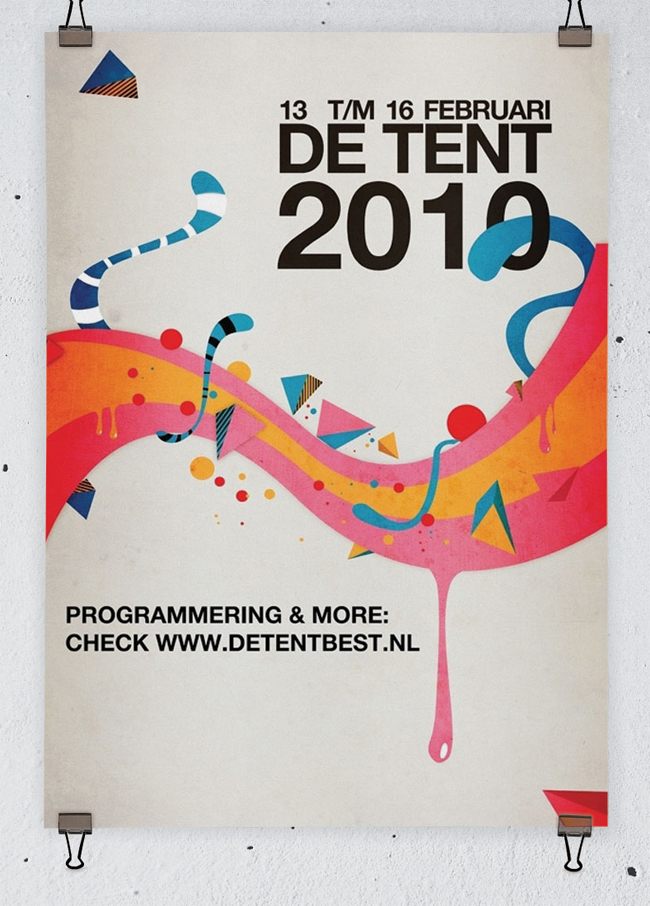 13 T/M 16 FEBRUARI
DE TENT
2010
PROGRAMMERING & MORE:
CHECK WWW.DETENTBEST.NL